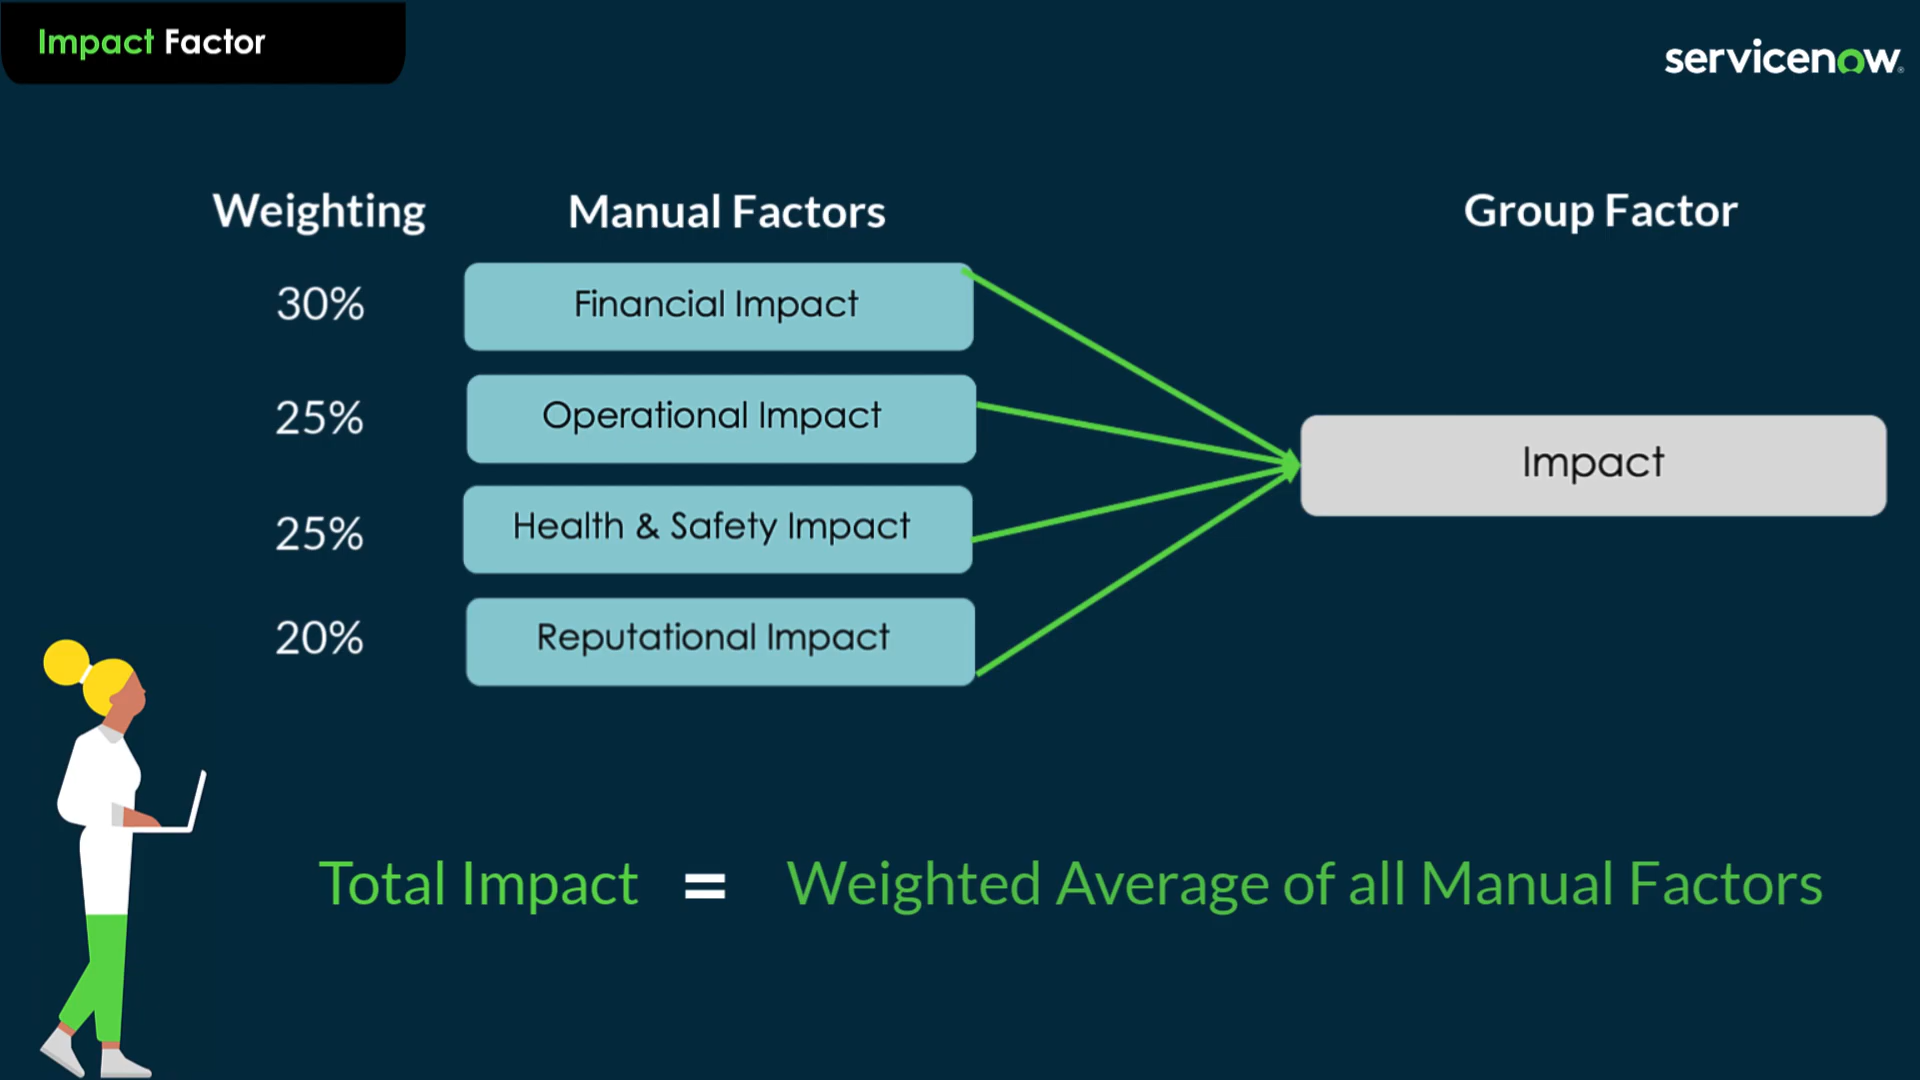 Impact Factor
servicenow
Weighting
Manual Factors
Group Factor
30%
Financial Impact
25%
Operational Impact
Impact
25%
Health & Safety Impact
20%
Reputational Impact
Total Impact = Weighted Average of all Manual Factors